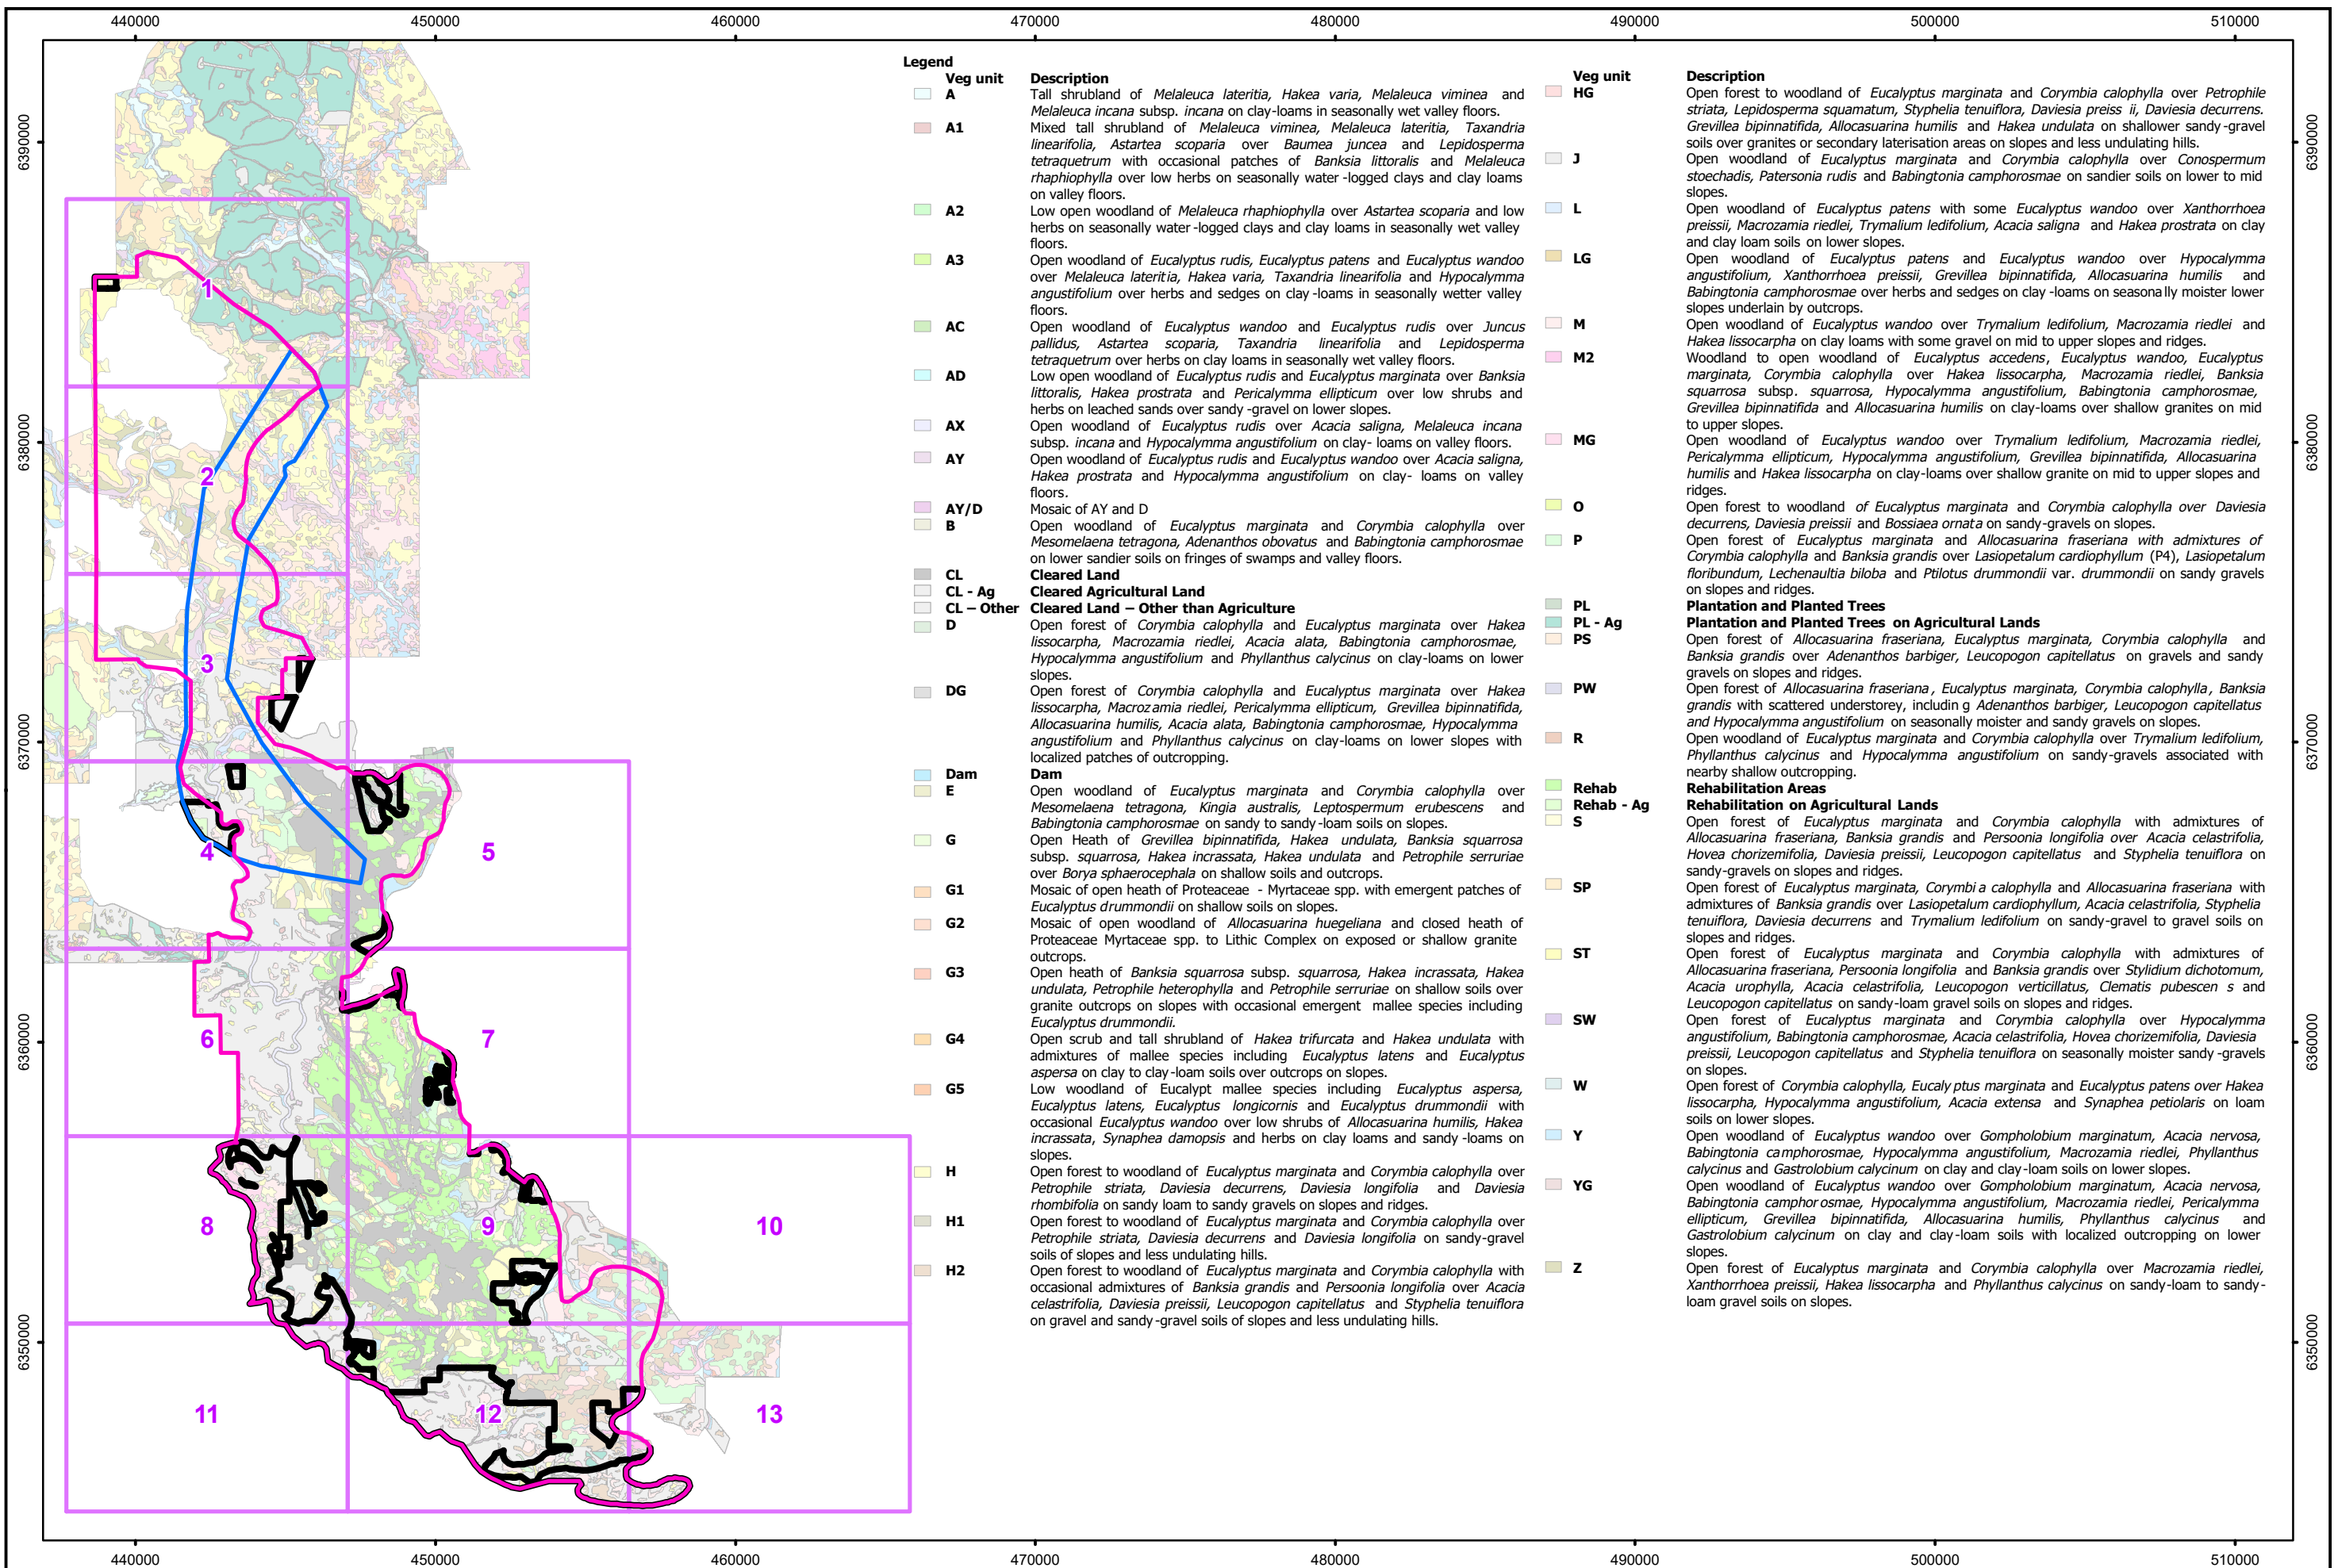 440000 450000 460000 470000 480000 490000 500000 510000
6390000
6380000
6370000
6360000
6350000
1
2
3
4
5
6
7
8
9
10
11
12
13
Legend
Veg unit Description
A Tall shrubland of Melaleuca lateritia, Hakea varia, Melaleuca viminea and
Melaleuca incana subsp. incana on clay-loams in seasonally wet valley floors.
A1 Mixed tall shrubland of Melaleuca viminea, Melaleuca lateritia, Taxandria
linearifolia, Astartea scoparia over Baumea juncea and Lepidosperma
tetraquetrum with occasional patches of Banksia littoralis and Melaleuca
rhaphiophylla over low herbs on seasonally water -logged clays and clay loams
on valley floors.
A2 Low open woodland of Melaleuca rhaphiophylla over Astartea scoparia and low
herbs on seasonally water -logged clays and clay loams in seasonally wet valley
floors.
A3 Open woodland of Eucalyptus rudis, Eucalyptus patens and Eucalyptus wandoo
over Melaleuca lateritia, Hakea varia, Taxandria linearifolia and Hypocalymma
angustifolium over herbs and sedges on clay -loams in seasonally wetter valley
floors.
AC Open woodland of Eucalyptus wandoo and Eucalyptus rudis over Juncus
pallidus, Astartea scoparia, Taxandria linearifolia and Lepidosperma
tetraquetrum over herbs on clay loams in seasonally wet valley floors.
AD Low open woodland of Eucalyptus rudis and Eucalyptus marginata over Banksia
littoralis, Hakea prostrata and Pericalymma ellipticum over low shrubs and
herbs on leached sands over sandy -gravel on lower slopes.
AX Open woodland of Eucalyptus rudis over Acacia saligna, Melaleuca incana
subsp. incana and Hypocalymma angustifolium on clay- loams on valley floors.
AY Open woodland of Eucalyptus rudis and Eucalyptus wandoo over Acacia saligna,
Hakea prostrata and Hypocalymma angustifolium on clay- loams on valley
floors.
AY/D Mosaic of AY and D
B Open woodland of Eucalyptus marginata and Corymbia calophylla over
Mesomelaena tetragona, Adenanthos obovatus and Babingtonia camphorosmae
on lower sandier soils on fringes of swamps and valley floors.
CL Cleared Land
CL - Ag Cleared Agricultural Land
CL – Other Cleared Land – Other than Agriculture
D Open forest of Corymbia calophylla and Eucalyptus marginata over Hakea
lissocarpha, Macrozamia riedlei, Acacia alata, Babingtonia camphorosmae,
Hypocalymma angustifolium and Phyllanthus calycinus on clay-loams on lower
slopes.
DG Open forest of Corymbia calophylla and Eucalyptus marginata over Hakea
lissocarpha, Macrozamia riedlei, Pericalymma ellipticum, Grevillea bipinnatifida,
Allocasuarina humilis, Acacia alata, Babingtonia camphorosmae, Hypocalymma
angustifolium and Phyllanthus calycinus on clay-loams on lower slopes with
localized patches of outcropping.
Dam Dam
E Open woodland of Eucalyptus marginata and Corymbia calophylla over
Mesomelaena tetragona, Kingia australis, Leptospermum erubescens and
Babingtonia camphorosmae on sandy to sandy-loam soils on slopes.
G Open Heath of Grevillea bipinnatifida, Hakea undulata, Banksia squarrosa
subsp. squarrosa, Hakea incrassata, Hakea undulata and Petrophile serruriae
over Borya sphaerocephala on shallow soils and outcrops.
G1 Mosaic of open heath of Proteaceae - Myrtaceae spp. with emergent patches of
Eucalyptus drummondii on shallow soils on slopes.
G2 Mosaic of open woodland of Allocasuarina huegeliana and closed heath of
Proteaceae Myrtaceae spp. to Lithic Complex on exposed or shallow granite
outcrops.
G3 Open heath of Banksia squarrosa subsp. squarrosa, Hakea incrassata, Hakea
undulata, Petrophile heterophylla and Petrophile serruriae on shallow soils over
granite outcrops on slopes with occasional emergent mallee species including
Eucalyptus drummondii.
G4 Open scrub and tall shrubland of Hakea trifurcata and Hakea undulata with
admixtures of mallee species including Eucalyptus latens and Eucalyptus
aspersa on clay to clay-loam soils over outcrops on slopes.
G5 Low woodland of Eucalypt mallee species including Eucalyptus aspersa,
Eucalyptus latens, Eucalyptus longicornis and Eucalyptus drummondii with
occasional Eucalyptus wandoo over low shrubs of Allocasuarina humilis, Hakea
incrassata, Synaphea damopsis and herbs on clay loams and sandy -loams on
slopes.
H Open forest to woodland of Eucalyptus marginata and Corymbia calophylla over
Petrophile striata, Daviesia decurrens, Daviesia longifolia and Daviesia
rhombifolia on sandy loam to sandy gravels on slopes and ridges.
H1 Open forest to woodland of Eucalyptus marginata and Corymbia calophylla over
Petrophile striata, Daviesia decurrens and Daviesia longifolia on sandy-gravel
soils of slopes and less undulating hills.
H2 Open forest to woodland of Eucalyptus marginata and Corymbia calophylla with
occasional admixtures of Banksia grandis and Persoonia longifolia over Acacia
celastrifolia, Daviesia preissii, Leucopogon capitellatus and Styphelia tenuiflora
on gravel and sandy -gravel soils of slopes and less undulating hills.
Veg unit Description
HG Open forest to woodland of Eucalyptus marginata and Corymbia calophylla over Petrophile
striata, Lepidosperma squamatum, Styphelia tenuiflora, Daviesia preiss ii, Daviesia decurrens.
Grevillea bipinnatifida, Allocasuarina humilis and Hakea undulata on shallower sandy -gravel
soils over granites or secondary laterisation areas on slopes and less undulating hills.
J Open woodland of Eucalyptus marginata and Corymbia calophylla over Conospermum
stoechadis, Patersonia rudis and Babingtonia camphorosmae on sandier soils on lower to mid
slopes.
L Open woodland of Eucalyptus patens with some Eucalyptus wandoo over Xanthorrhoea
preissii, Macrozamia riedlei, Trymalium ledifolium, Acacia saligna and Hakea prostrata on clay
and clay loam soils on lower slopes.
LG Open woodland of Eucalyptus patens and Eucalyptus wandoo over Hypocalymma
angustifolium, Xanthorrhoea preissii, Grevillea bipinnatifida, Allocasuarina humilis and
Babingtonia camphorosmae over herbs and sedges on clay -loams on seasonally moister lower
slopes underlain by outcrops.
M Open woodland of Eucalyptus wandoo over Trymalium ledifolium, Macrozamia riedlei and
Hakea lissocarpha on clay loams with some gravel on mid to upper slopes and ridges.
M2 Woodland to open woodland of Eucalyptus accedens, Eucalyptus wandoo, Eucalyptus
marginata, Corymbia calophylla over Hakea lissocarpha, Macrozamia riedlei, Banksia
squarrosa subsp. squarrosa, Hypocalymma angustifolium, Babingtonia camphorosmae,
Grevillea bipinnatifida and Allocasuarina humilis on clay-loams over shallow granites on mid
to upper slopes.
MG Open woodland of Eucalyptus wandoo over Trymalium ledifolium, Macrozamia riedlei,
Pericalymma ellipticum, Hypocalymma angustifolium, Grevillea bipinnatifida, Allocasuarina
humilis and Hakea lissocarpha on clay-loams over shallow granite on mid to upper slopes and
ridges.
O Open forest to woodland of Eucalyptus marginata and Corymbia calophylla over Daviesia
decurrens, Daviesia preissii and Bossiaea ornata on sandy-gravels on slopes.
P Open forest of Eucalyptus marginata and Allocasuarina fraseriana with admixtures of
Corymbia calophylla and Banksia grandis over Lasiopetalum cardiophyllum (P4), Lasiopetalum
floribundum, Lechenaultia biloba and Ptilotus drummondii var. drummondii on sandy gravels
on slopes and ridges.
PL Plantation and Planted Trees
PL - Ag Plantation and Planted Trees on Agricultural Lands
PS Open forest of Allocasuarina fraseriana, Eucalyptus marginata, Corymbia calophylla and
Banksia grandis over Adenanthos barbiger, Leucopogon capitellatus on gravels and sandy
gravels on slopes and ridges.
PW Open forest of Allocasuarina fraseriana, Eucalyptus marginata, Corymbia calophylla, Banksia
grandis with scattered understorey, includin g Adenanthos barbiger, Leucopogon capitellatus
and Hypocalymma angustifolium on seasonally moister and sandy gravels on slopes.
R Open woodland of Eucalyptus marginata and Corymbia calophylla over Trymalium ledifolium,
Phyllanthus calycinus and Hypocalymma angustifolium on sandy-gravels associated with
nearby shallow outcropping.
Rehab Rehabilitation Areas
Rehab - Ag Rehabilitation on Agricultural Lands
S Open forest of Eucalyptus marginata and Corymbia calophylla with admixtures of
Allocasuarina fraseriana, Banksia grandis and Persoonia longifolia over Acacia celastrifolia,
Hovea chorizemifolia, Daviesia preissii, Leucopogon capitellatus and Styphelia tenuiflora on
sandy-gravels on slopes and ridges.
SP Open forest of Eucalyptus marginata, Corymbi a calophylla and Allocasuarina fraseriana with
admixtures of Banksia grandis over Lasiopetalum cardiophyllum, Acacia celastrifolia, Styphelia
tenuiflora, Daviesia decurrens and Trymalium ledifolium on sandy-gravel to gravel soils on
slopes and ridges.
ST Open forest of Eucalyptus marginata and Corymbia calophylla with admixtures of
Allocasuarina fraseriana, Persoonia longifolia and Banksia grandis over Stylidium dichotomum,
Acacia urophylla, Acacia celastrifolia, Leucopogon verticillatus, Clematis pubescen s and
Leucopogon capitellatus on sandy-loam gravel soils on slopes and ridges.
SW Open forest of Eucalyptus marginata and Corymbia calophylla over Hypocalymma
angustifolium, Babingtonia camphorosmae, Acacia celastrifolia, Hovea chorizemifolia, Daviesia
preissii, Leucopogon capitellatus and Styphelia tenuiflora on seasonally moister sandy -gravels
on slopes.
W Open forest of Corymbia calophylla, Eucalyptus marginata and Eucalyptus patens over Hakea
lissocarpha, Hypocalymma angustifolium, Acacia extensa and Synaphea petiolaris on loam
soils on lower slopes.
Y Open woodland of Eucalyptus wandoo over Gompholobium marginatum, Acacia nervosa,
Babingtonia camphorosmae, Hypocalymma angustifolium, Macrozamia riedlei, Phyllanthus
calycinus and Gastrolobium calycinum on clay and clay-loam soils on lower slopes.
YG Open woodland of Eucalyptus wandoo over Gompholobium marginatum, Acacia nervosa,
Babingtonia camphorosmae, Hypocalymma angustifolium, Macrozamia riedlei, Pericalymma
ellipticum, Grevillea bipinnatifida, Allocasuarina humilis, Phyllanthus calycinus and
Gastrolobium calycinum on clay and clay-loam soils with localized outcropping on lower
slopes.
Z Open forest of Eucalyptus marginata and Corymbia calophylla over Macrozamia riedlei,
Xanthorrhoea preissii, Hakea lissocarpha and Phyllanthus calycinus on sandy-loam to sandy-
loam gravel soils on slopes.
6390000
6380000
6370000
6360000
6350000
440000 450000 460000 470000 480000 490000 500000 510000